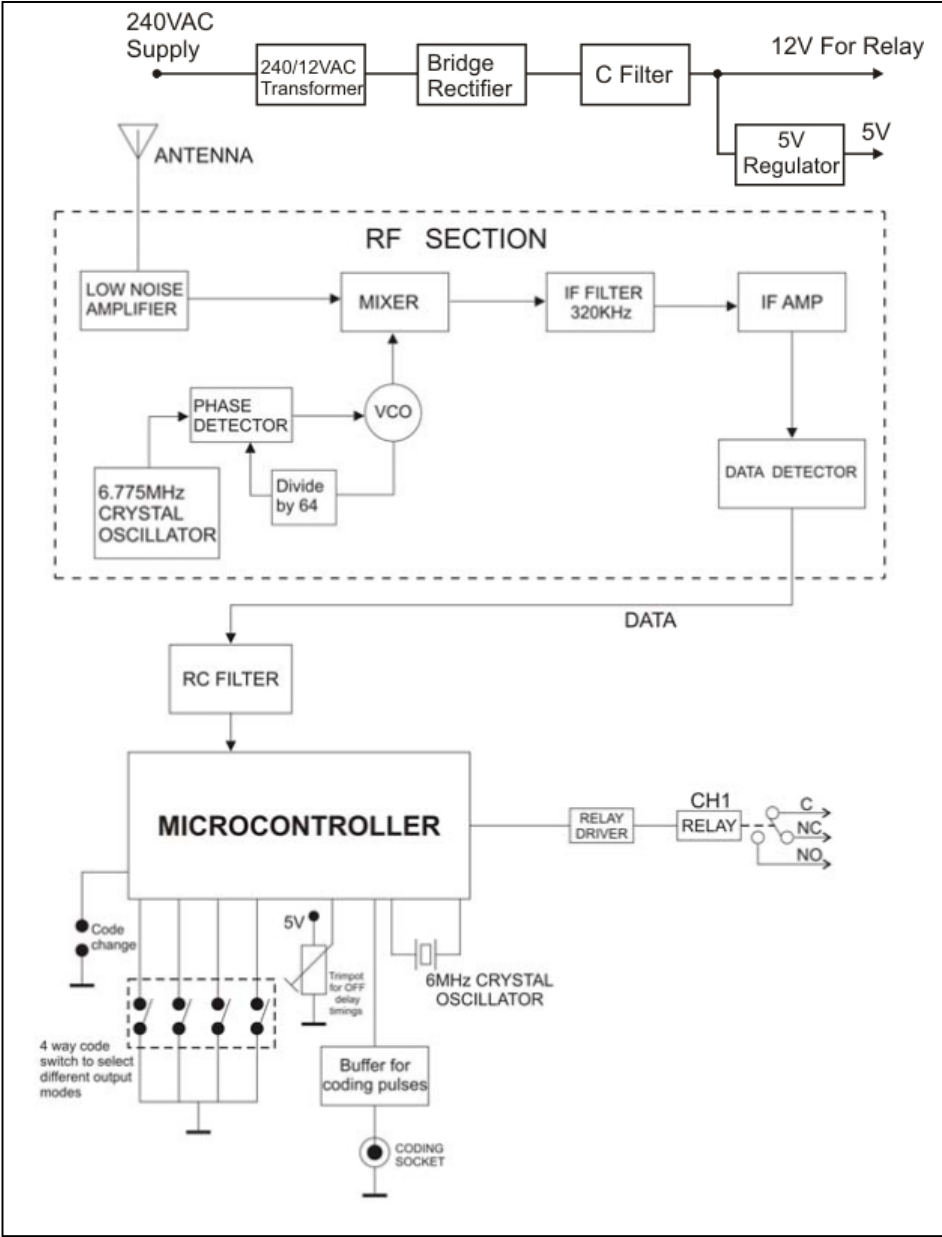 240VAC
Supply
240/12VAC
Transformer
Bridge
Rectifier
C Filter
12V For Relay
5V
Regulator
5V
ANTENNA
RF SECTION
LOW NOISE
AMPLIFIER
MIXER
IF FILTER
320KHz
IF AMP
PHASE
DETECTOR
VCO
6.775MHz
CRYSTAL
OSCILLATOR
Divide
by 64
DATA DETECTOR
DATA
RC FILTER
MICROCONTROLLER
RELAY
DRIVER
CH1
RELAY
C
NC
NO
Code
change
5V
Trimpot
for OFF
delay
timings
6MHz CRYSTAL
OSCILLATOR
4 way code
switch to select
different output
modes
Buffer for
coding pulses
CODING
SOCKET